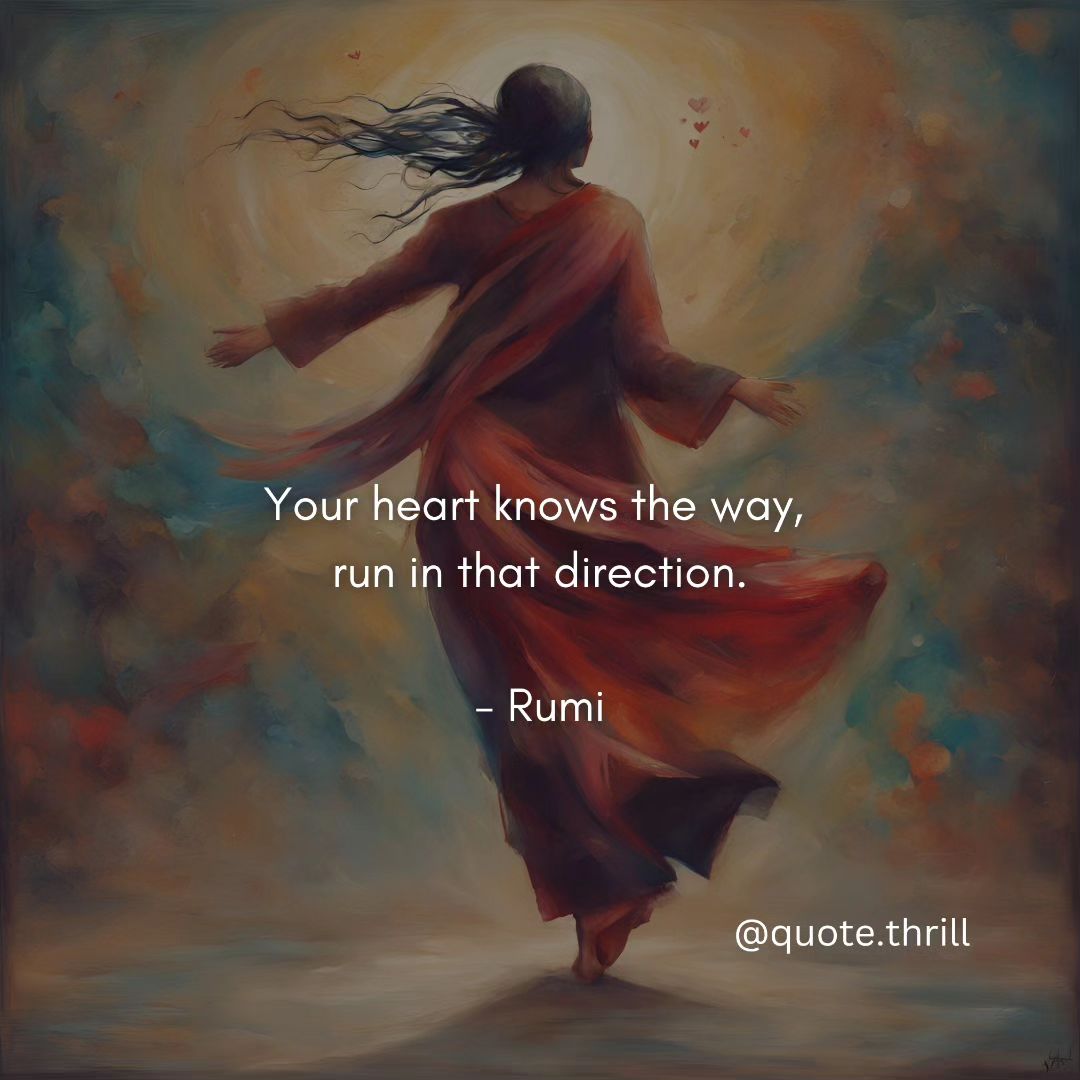 Your heart knows the way,
run in that direction.
- Rumi
@quote.thrill